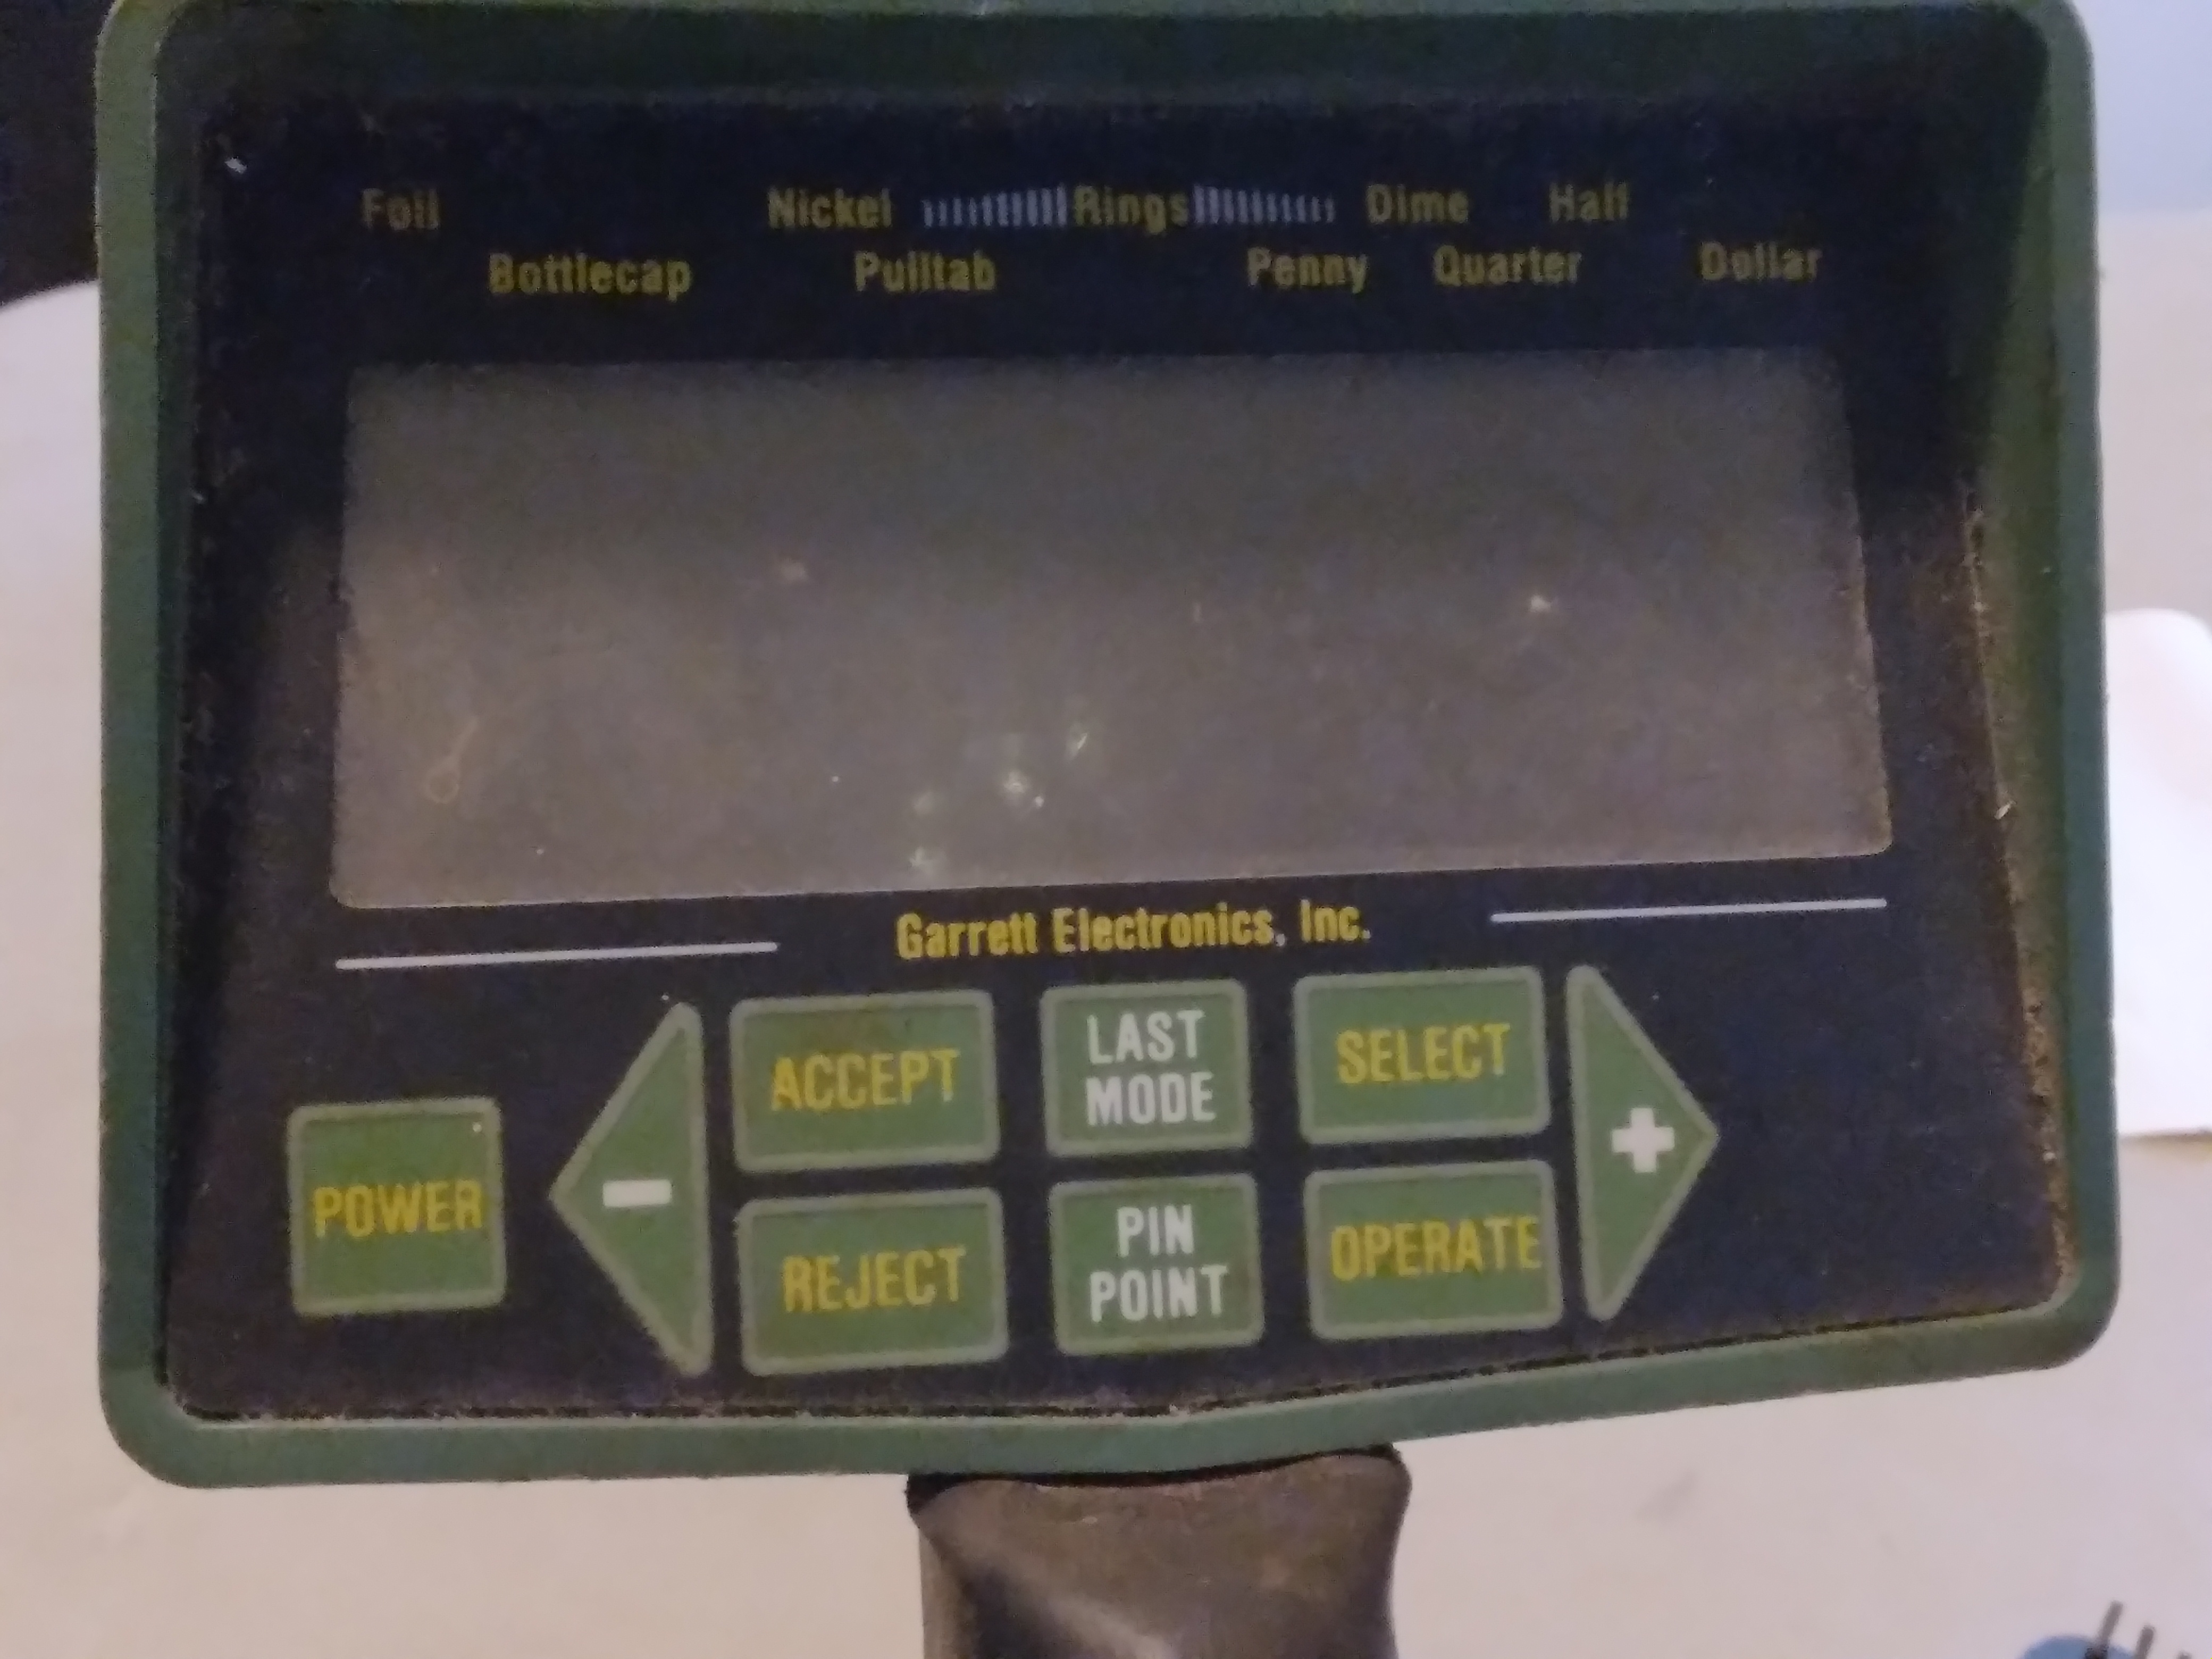 Foil Nickel Rings Dime Half
Bottlecap Pulltab Penny Quarter Dollar
Garrett Electronics, Inc.
POWER
-
ACCEPT
LAST
MODE
SELECT
+
REJECT
PIN
POINT
OPERATE